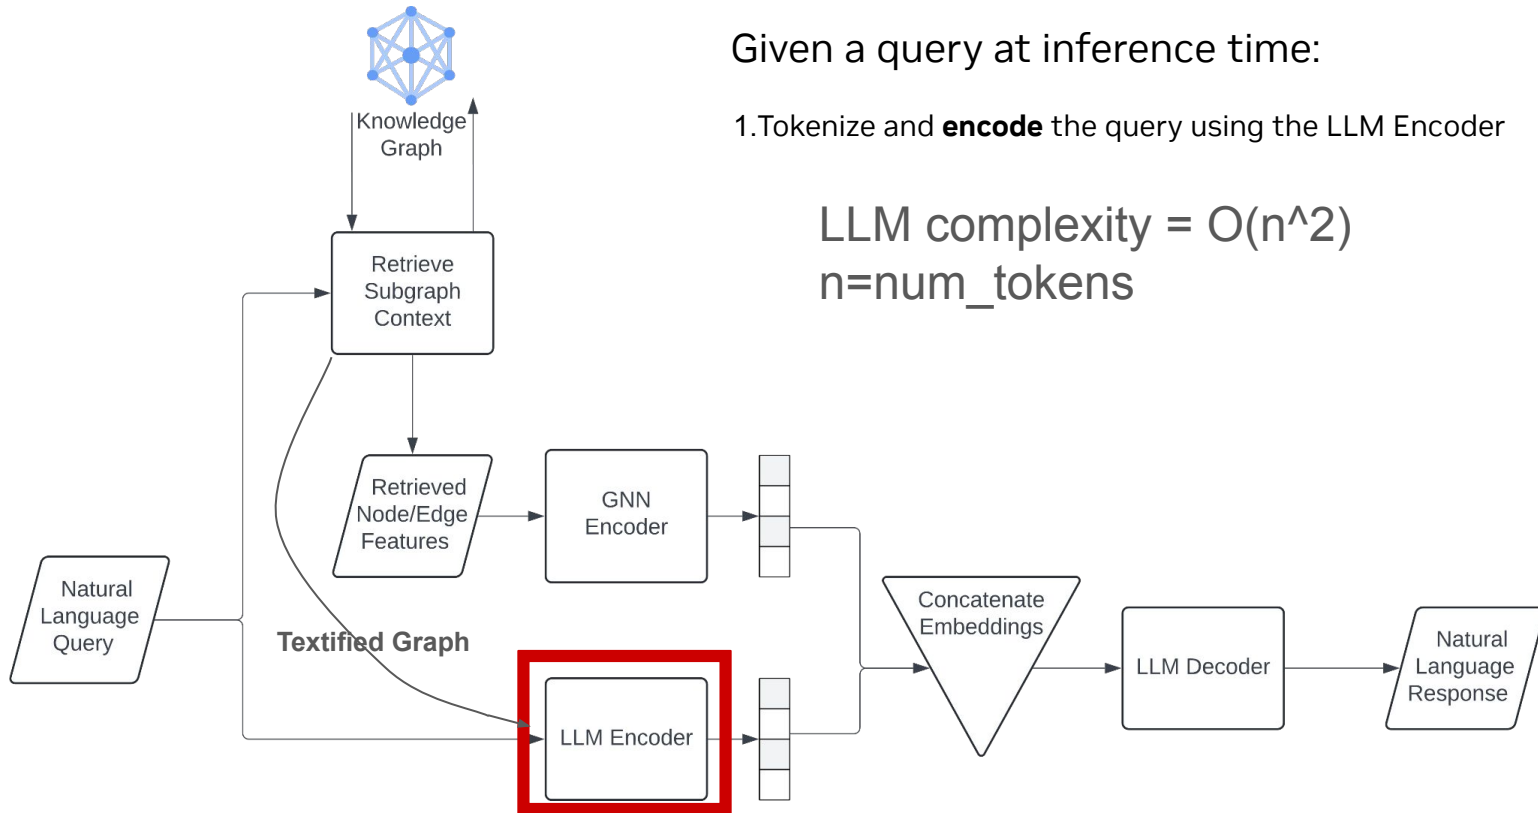 Given a query at inference time:
1.Tokenize and encode the query using the LLM Encoder
LLM complexity = O(n^2)
n=num_tokens
Knowledge
Graph
Retrieve
Subgraph
Context
Retrieved
Node/Edge
Features
GNN
Encoder
Natural
Language
Query
Textified Graph
LLM Encoder
Concatenate
Embeddings
LLM Decoder
Natural
Language
Response